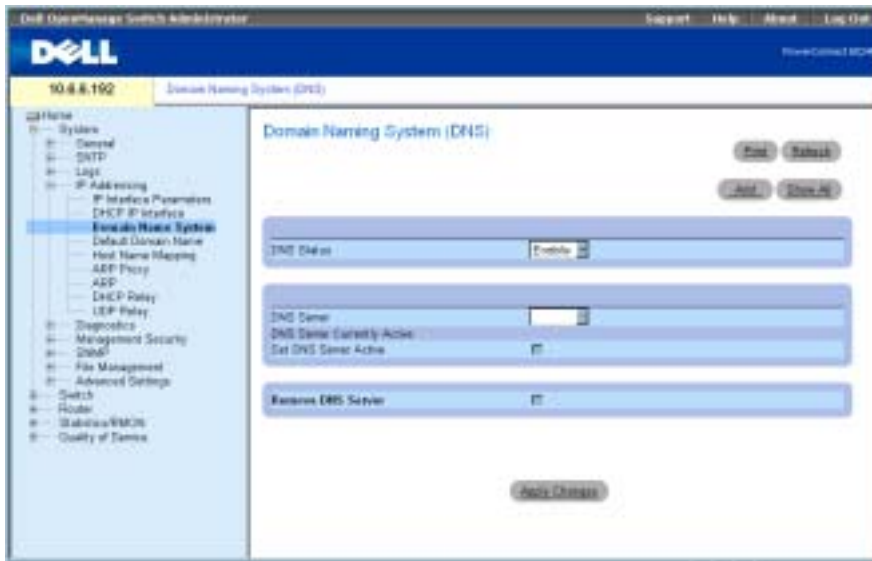 Dell OpenManage Switch Administrator
Support Help About Log Out
DELL
10.6.6.192
Domain Naming System (DNS)
Home
System
General
SNTP
Logs
IP Addressing
IP Interface Parameters
DHCP IP Interface
Domain Name System
Default Domain Name
Host Name Mapping
ARP Proxy
ARP
DHCP Relay
UDP Relay
Diagnostics
Management Security
SNMP
File Management
Advanced Settings
Switch
Router
Statistics/RMON
Quality of Service
Domain Naming System (DNS)
Print Refresh
Add Show All
DNS Status Enable
DNS Server
DNS Server Currently Active
Set DNS Server Active
Remove DNS Server
Apply Changes